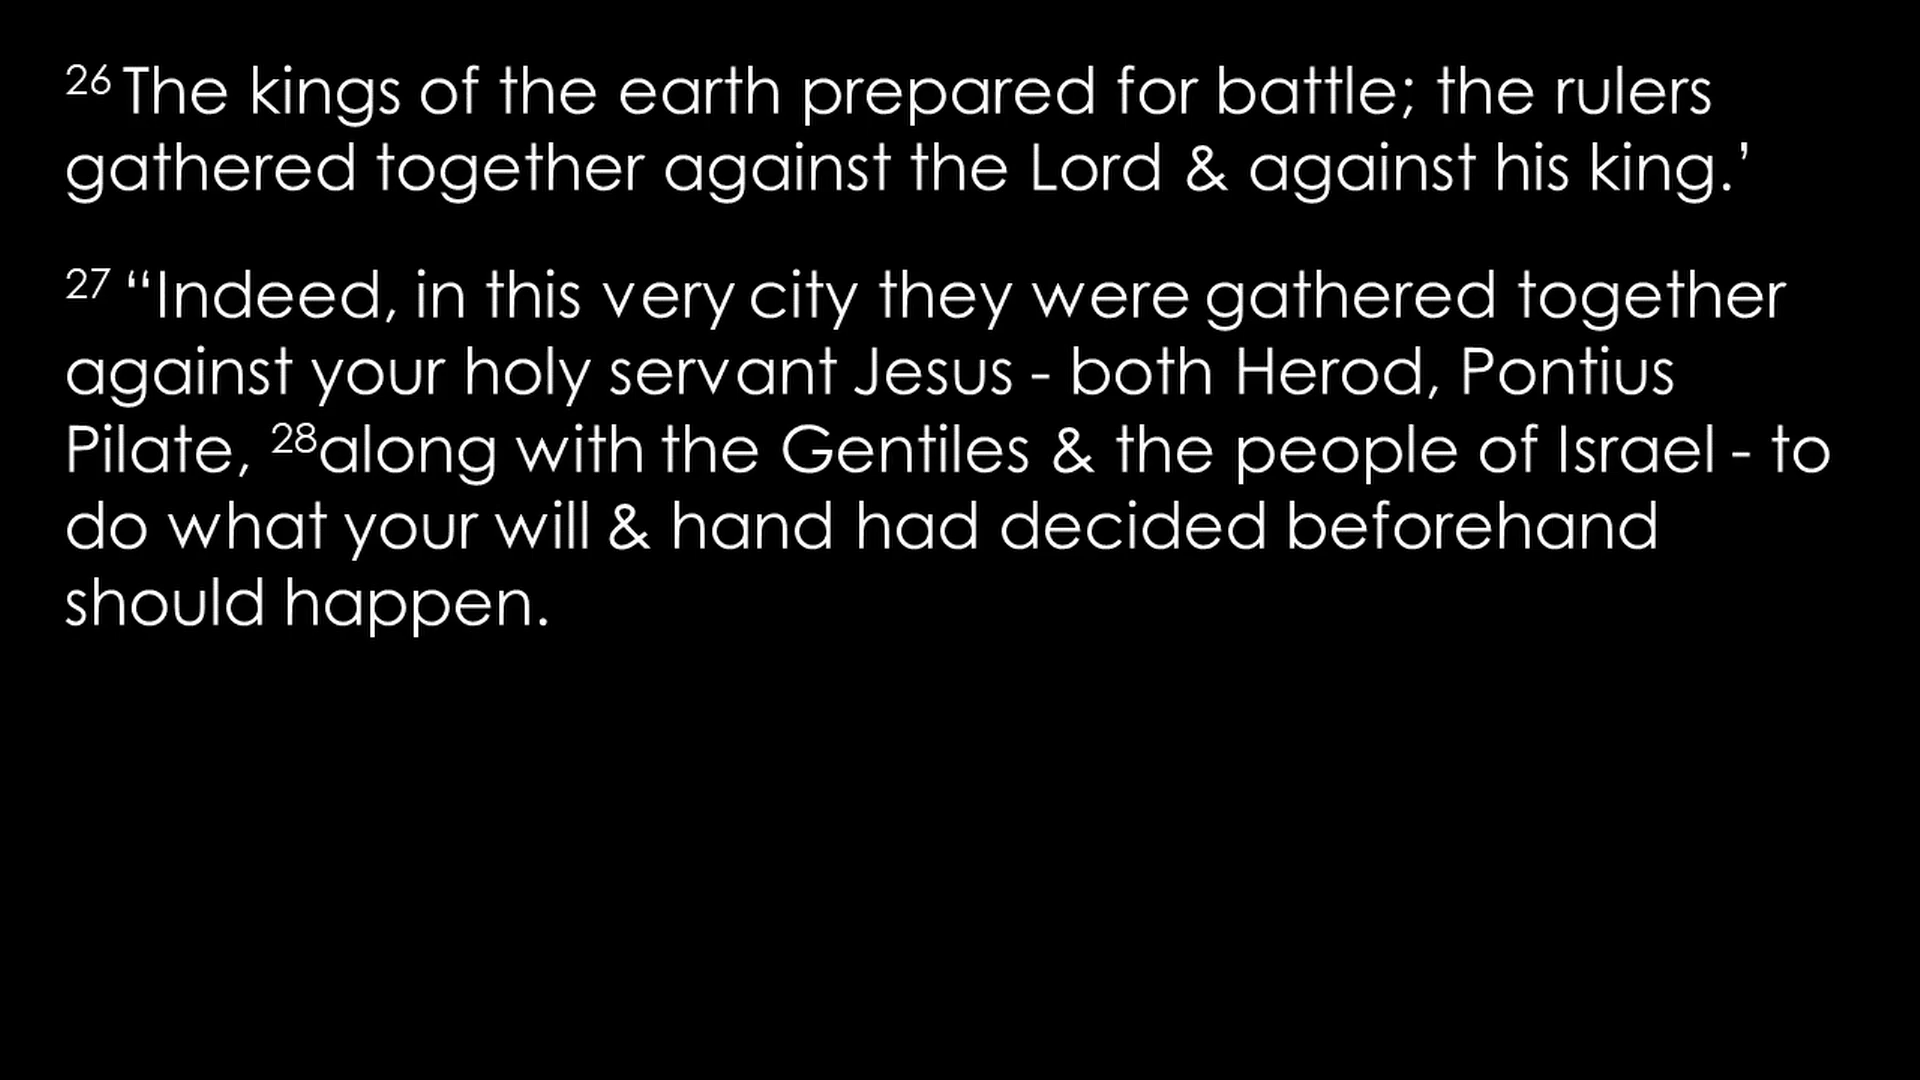 26 The kings of the earth prepared for battle; the rulers
gathered together against the Lord & against his king.’
27 “Indeed, in this very city they were gathered together
against your holy servant Jesus - both Herod, Pontius
Pilate, 28along with the Gentiles & the people of Israel - to
do what your will & hand had decided beforehand
should happen.